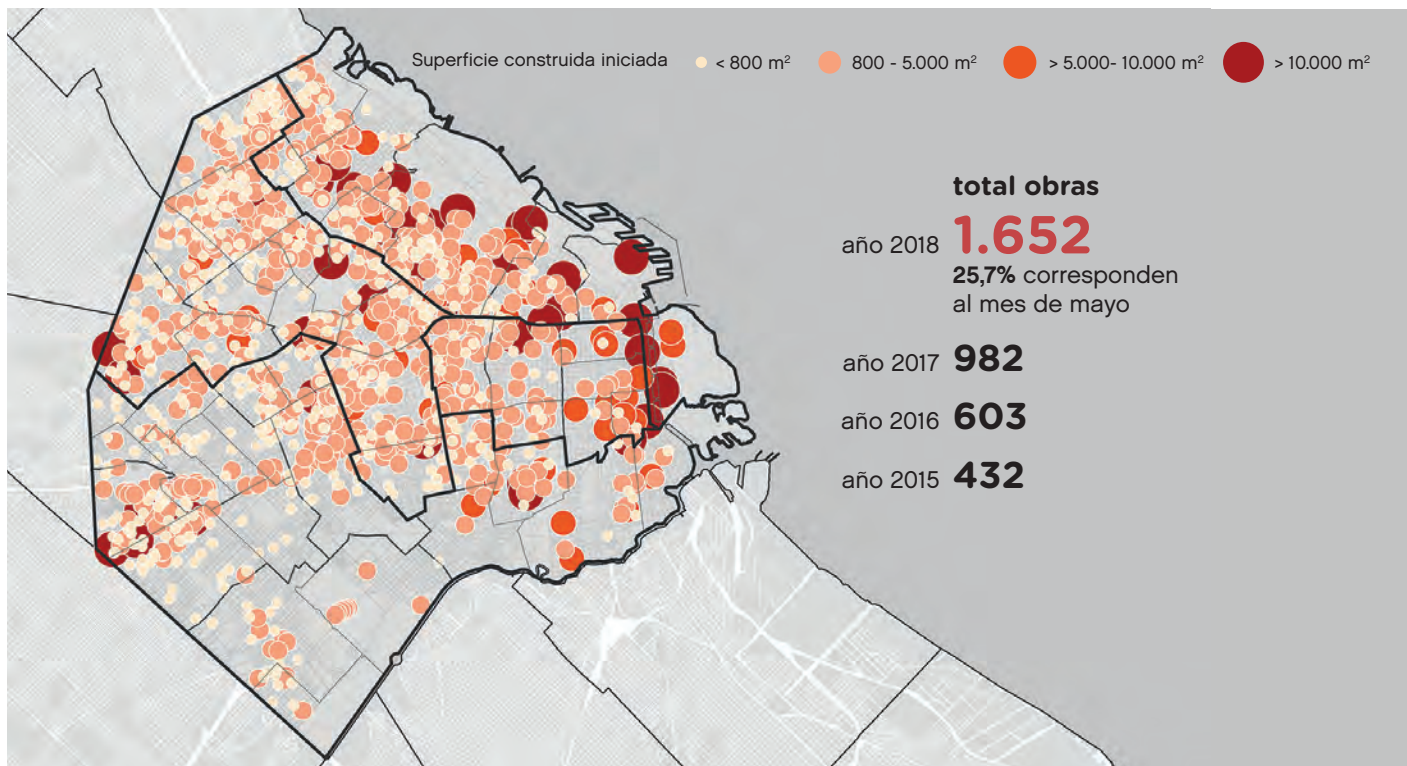 Superficie construida iniciada < 800 m² 800 - 5.000 m² > 5.000- 10.000 m² > 10.000 m²
total obras
año 2018 1.652
25,7% corresponden
al mes de mayo
año 2017 982
año 2016 603
año 2015 432